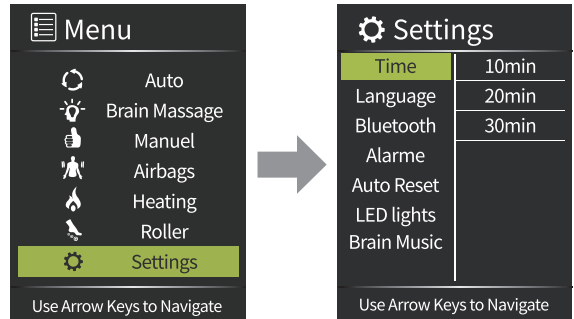 Menu
Auto
Brain Massage
Manuel
Airbags
Heating
Roller
Settings
Use Arrow Keys to Navigate
Settings
Time 10min
Language 20min
Bluetooth 30min
Alarme
Auto Reset
LED lights
Brain Music
Use Arrow Keys to Navigate